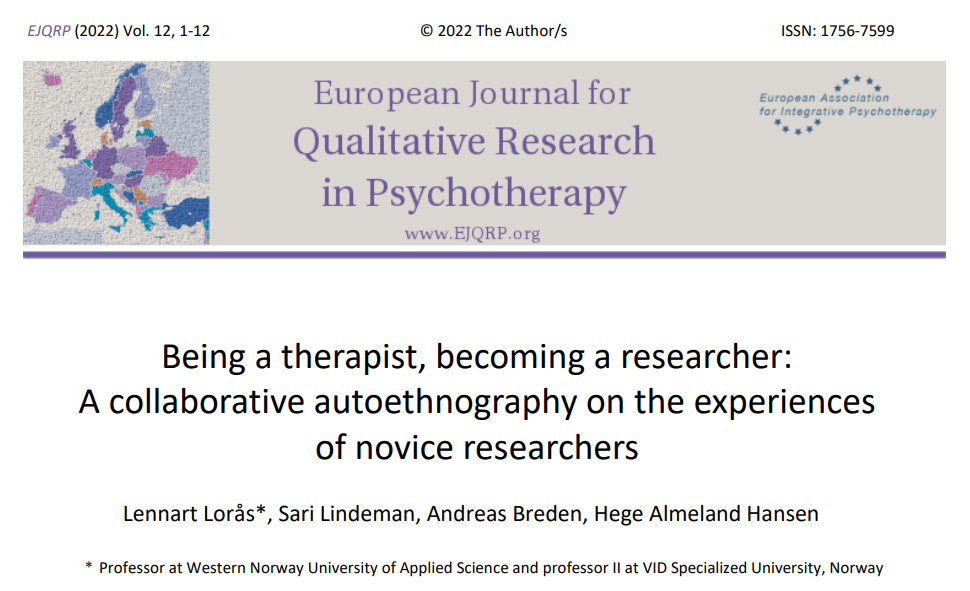 EJQRP (2022) Vol. 12, 1-12 © 2022 The Author/s ISSN: 1756-7599
European Journal for
Qualitative Research
in Psychotherapy
www.EJQRP.org
European Association
for Integrative Psychotherapy
Being a therapist, becoming a researcher:
A collaborative autoethnography on the experiences
of novice researchers
Lennart Lorås*, Sari Lindeman, Andreas Breden, Hege Almeland Hansen
* Professor at Western Norway University of Applied Science and professor II at VID Specialized University, Norway